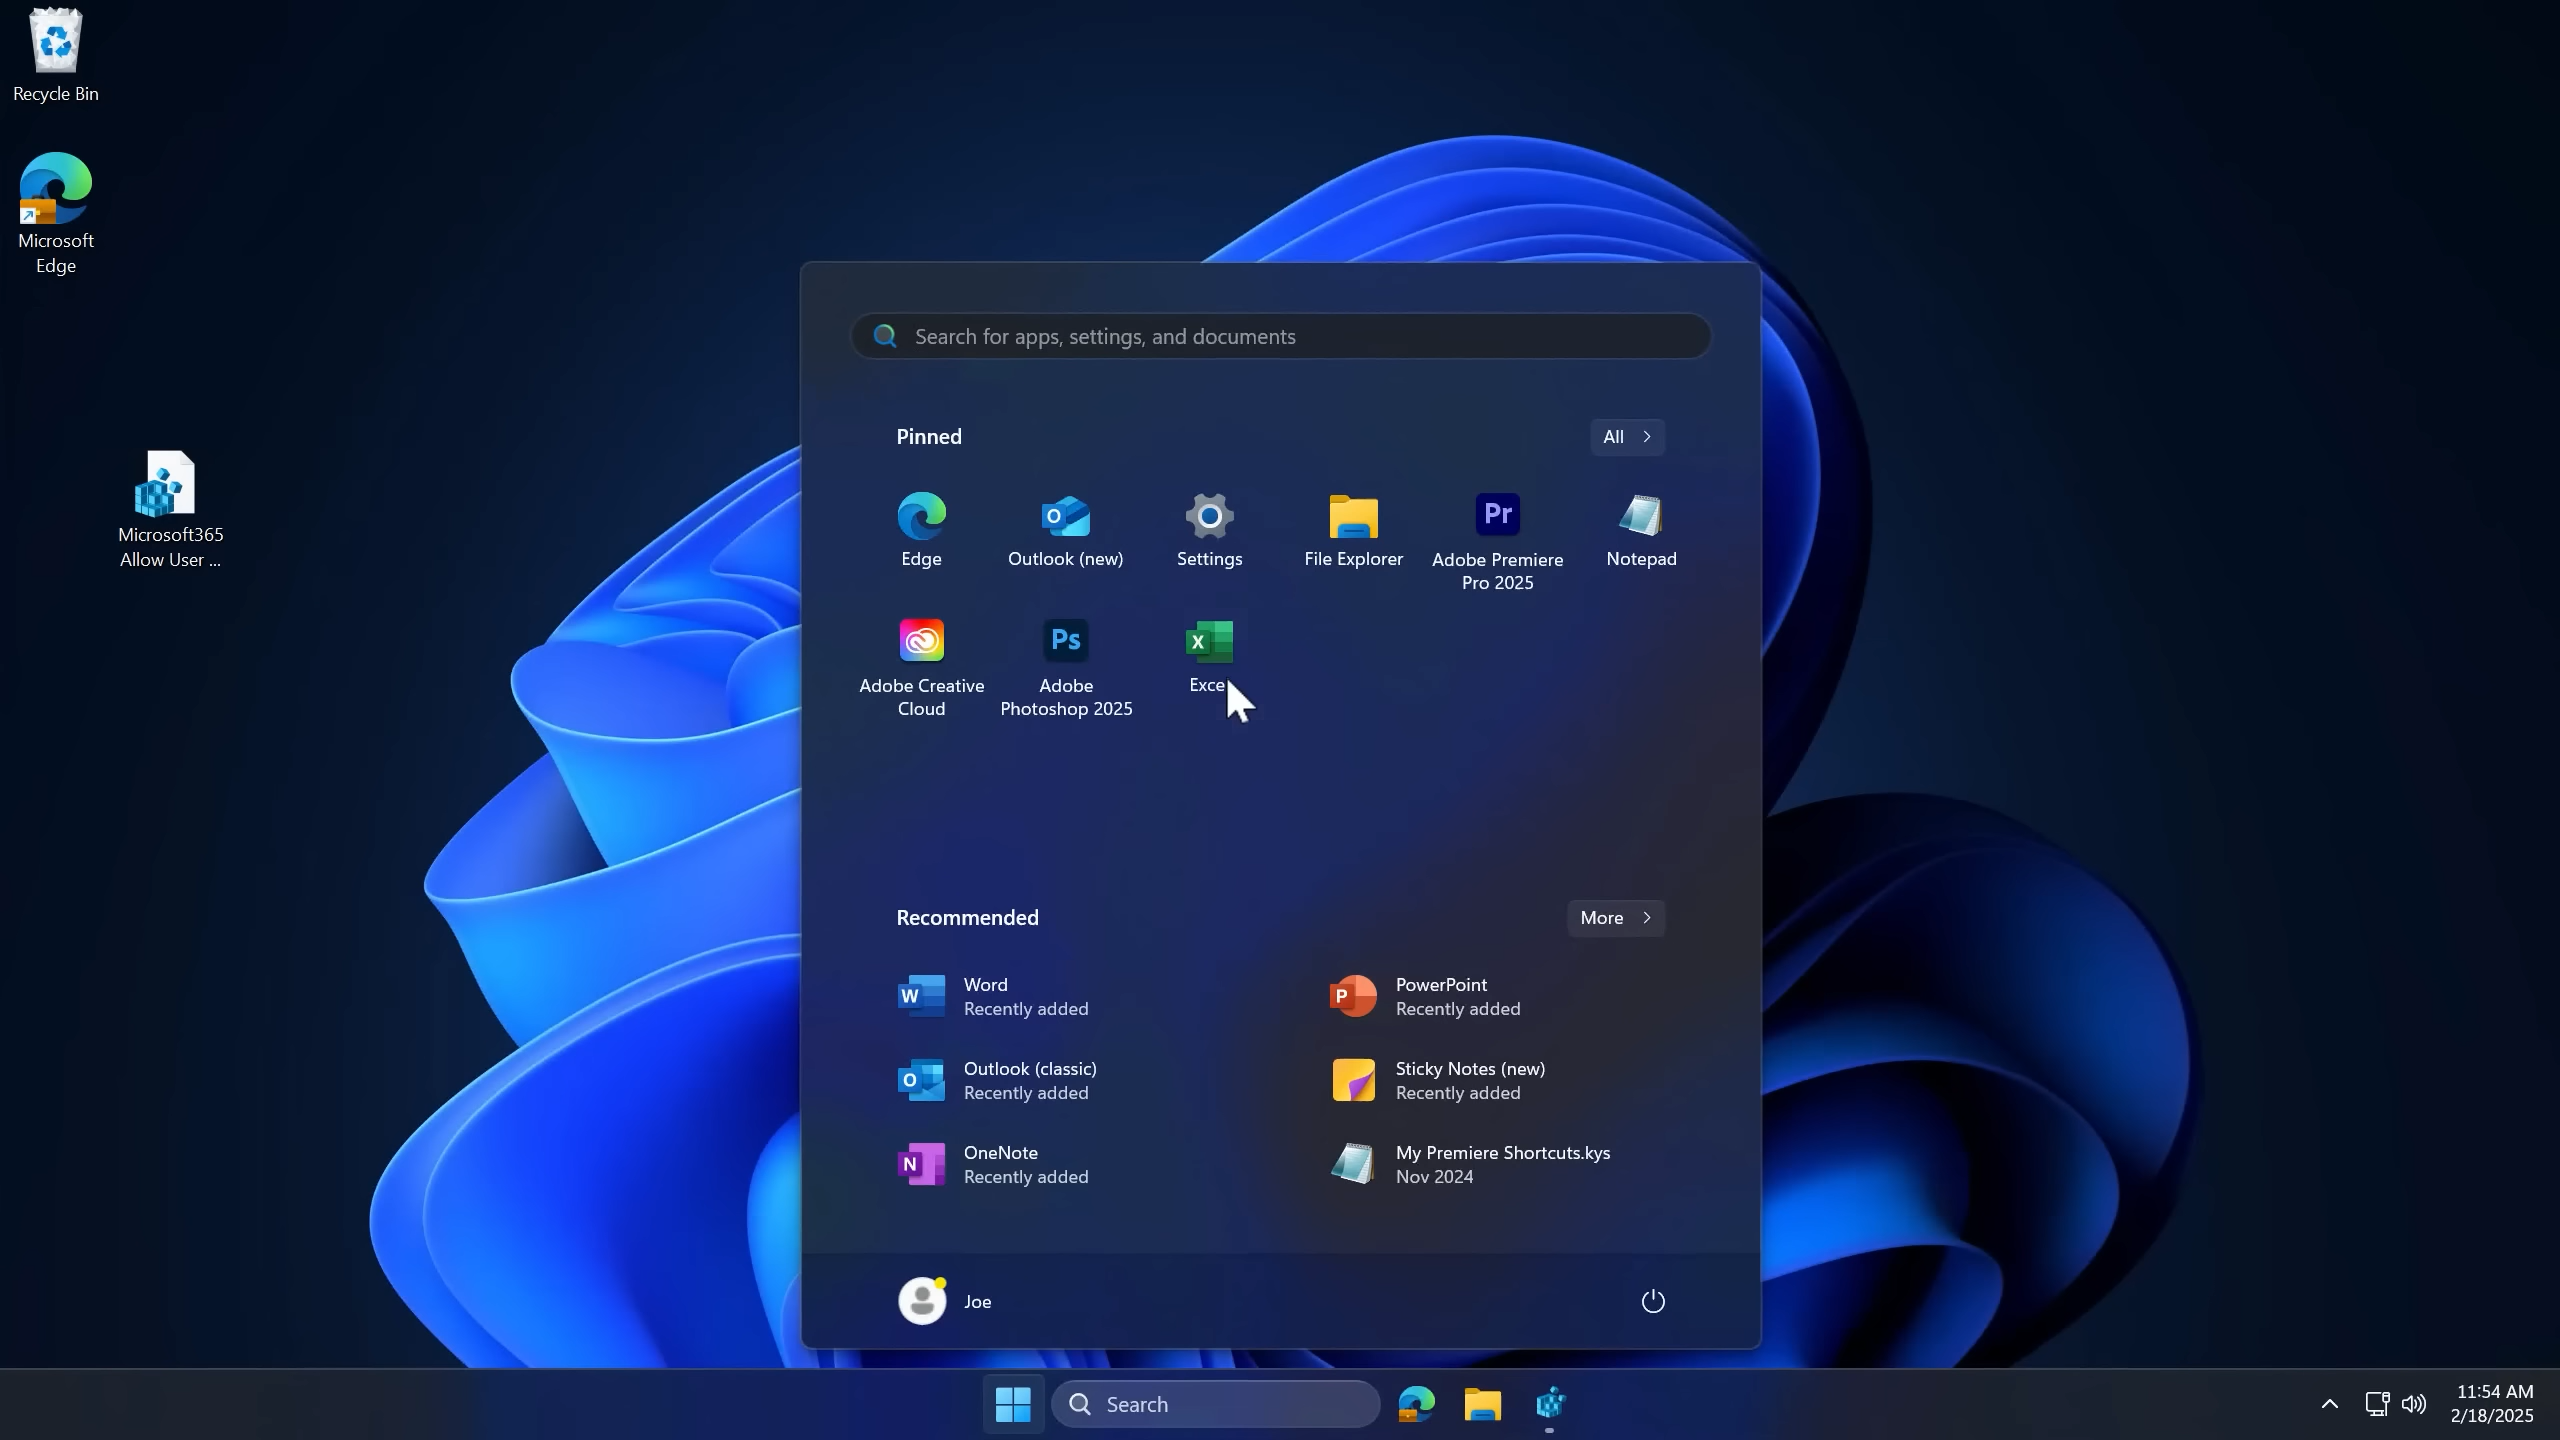 Recycle Bin
Microsoft
Edge
Microsoft365
Allow User ...
Search for apps, settings, and documents
Pinned
All
Edge
Outlook (new)
Settings
File Explorer
Adobe Premiere
Pro 2025
Notepad
Adobe Creative
Cloud
Adobe
Photoshop 2025
Exce
Recommended
More
Word
Recently added
PowerPoint
Recently added
Outlook (classic)
Recently added
Sticky Notes (new)
Recently added
OneNote
Recently added
My Premiere Shortcuts.kys
Nov 2024
Joe
Search
11:54 AM
2/18/2025